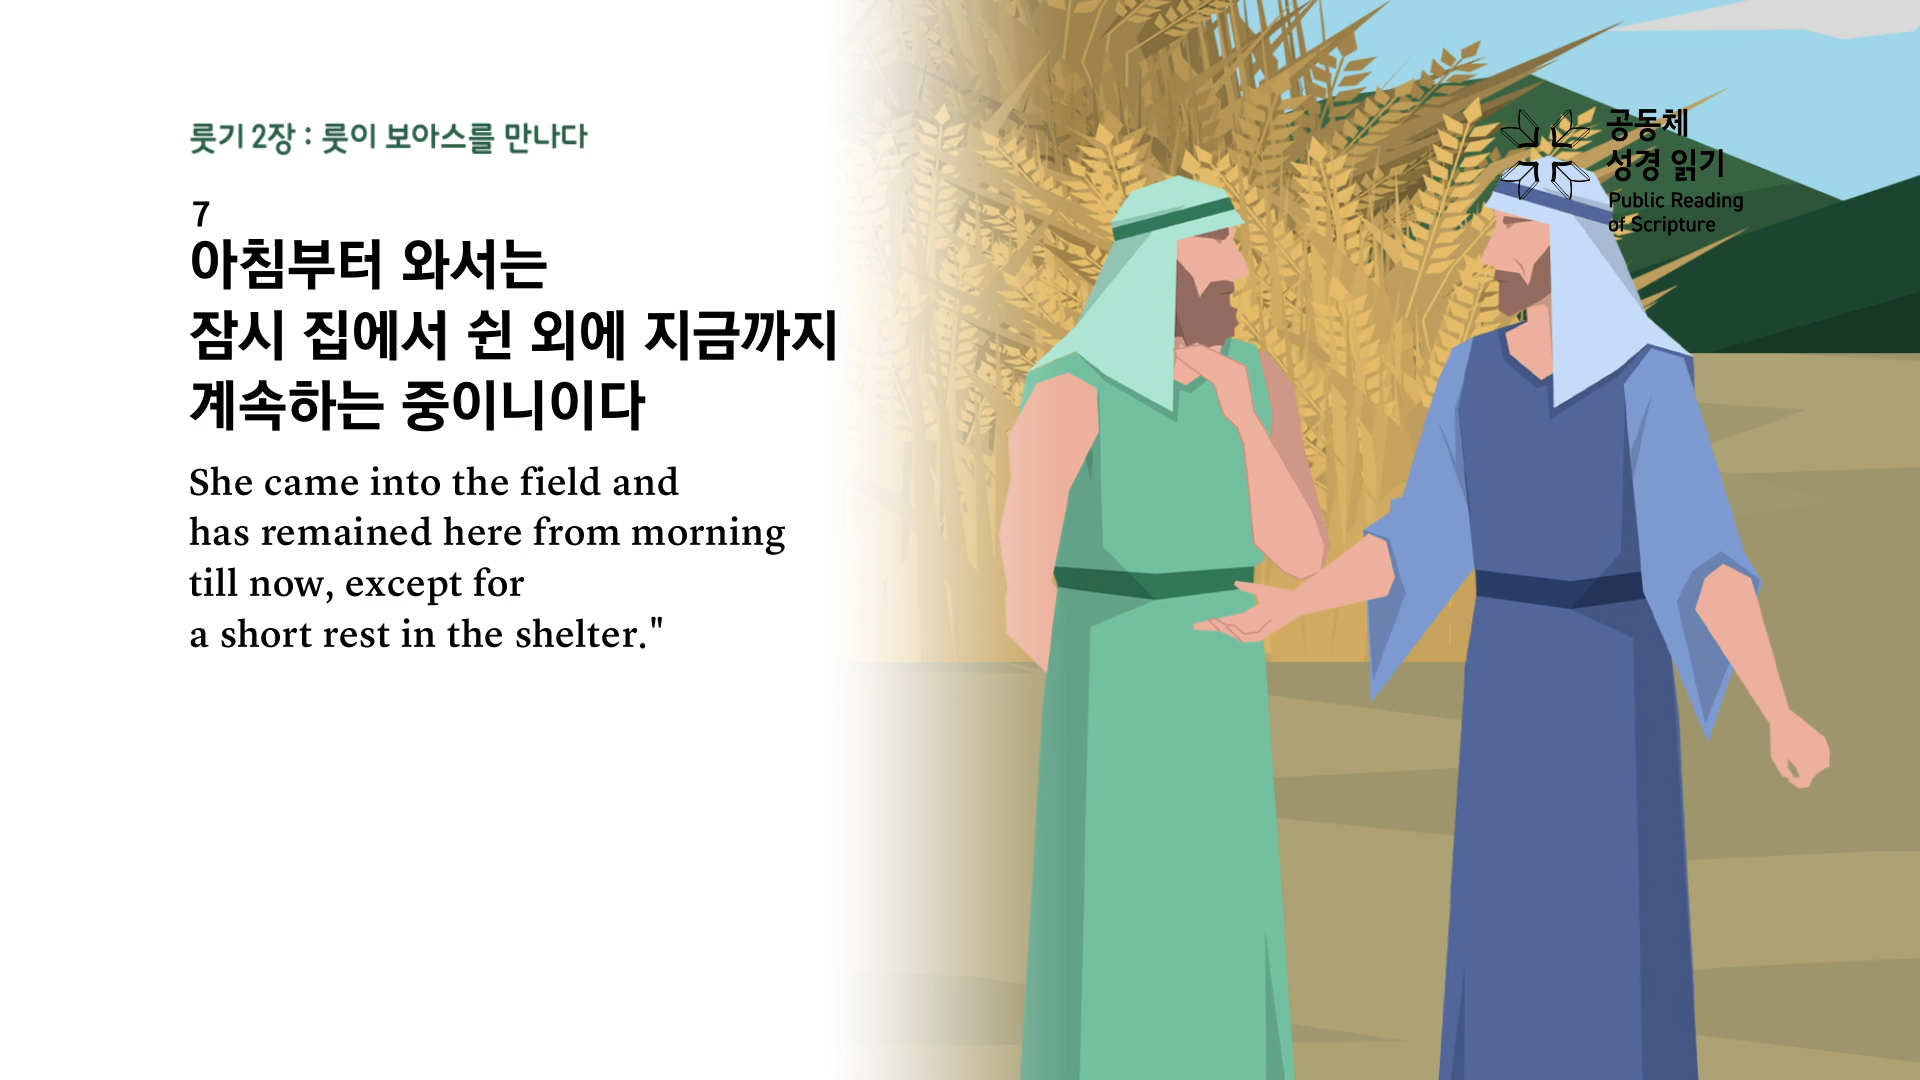 룻기 2장 : 룻이 보아스를 만나다
7
아침부터 와서는
잠시 집에서 쉰 외에 지금까지
계속하는 중이니이다
She came into the field and
has remained here from morning
till now, except for
a short rest in the shelter."
공동체
성경 읽기
Public Reading
of Scripture